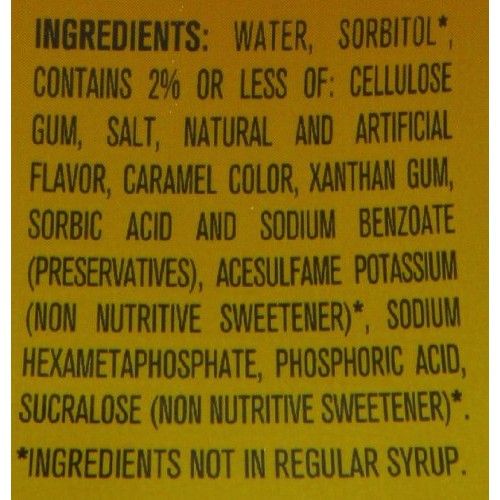 INGREDIENTS: WATER, SORBITOL*,
CONTAINS 2% OR LESS OF: CELLULOSE
GUM, SALT, NATURAL AND ARTIFICIAL
FLAVOR, CARAMEL COLOR, XANTHAN GUM,
SORBIC ACID AND SODIUM BENZOATE
(PRESERVATIVES), ACESULFAME POTASSIUM
(NON NUTRITIVE SWEETENER)*, SODIUM
HEXAMETAPHOSPHATE, PHOSPHORIC ACID,
SUCRALOSE (NON NUTRITIVE SWEETENER)*.
*INGREDIENTS NOT IN REGULAR SYRUP.